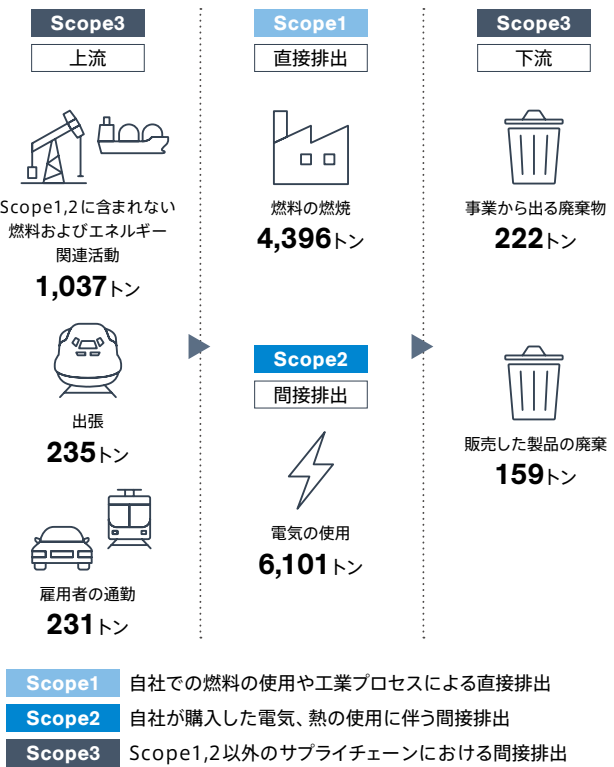 Scope3
上流
Scope1,2に含まれない
燃料およびエネルギー
関連活動
1,037トン
出張
235トン
雇用者の通勤
231トン
Scope1
直接排出
燃料の燃焼
4,396トン
Scope2
間接排出
電気の使用
6,101トン
Scope3
下流
事業から出る廃棄物
222トン
販売した製品の廃棄
159トン
Scope1 自社での燃料の使用や工業プロセスによる直接排出
Scope2 自社が購入した電気、熱の使用に伴う間接排出
Scope3 Scope1,2以外のサプライチェーンにおける間接排出